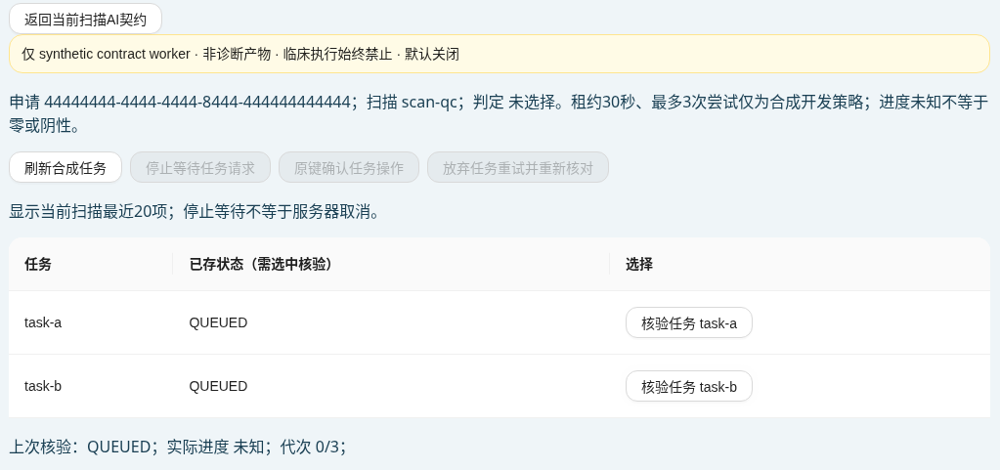 返回当前扫描AI契约
仅 synthetic contract worker · 非诊断产物 · 临床执行始终禁止 · 默认关闭
申请 44444444-4444-4444-8444-444444444444；扫描 scan-qc；判定 未选择。租约30秒、最多3次尝试仅为合成开发策略；进度未知不等于
零或阴性。
刷新合成任务 停止等待任务请求 原键确认任务操作 放弃任务重试并重新核对
显示当前扫描最近20项；停止等待不等于服务器取消。
任务 已存状态（需选中核验） 选择
task-a QUEUED 核验任务 task-a
task-b QUEUED 核验任务 task-b
上次核验：QUEUED；实际进度 未知；代次 0/3；